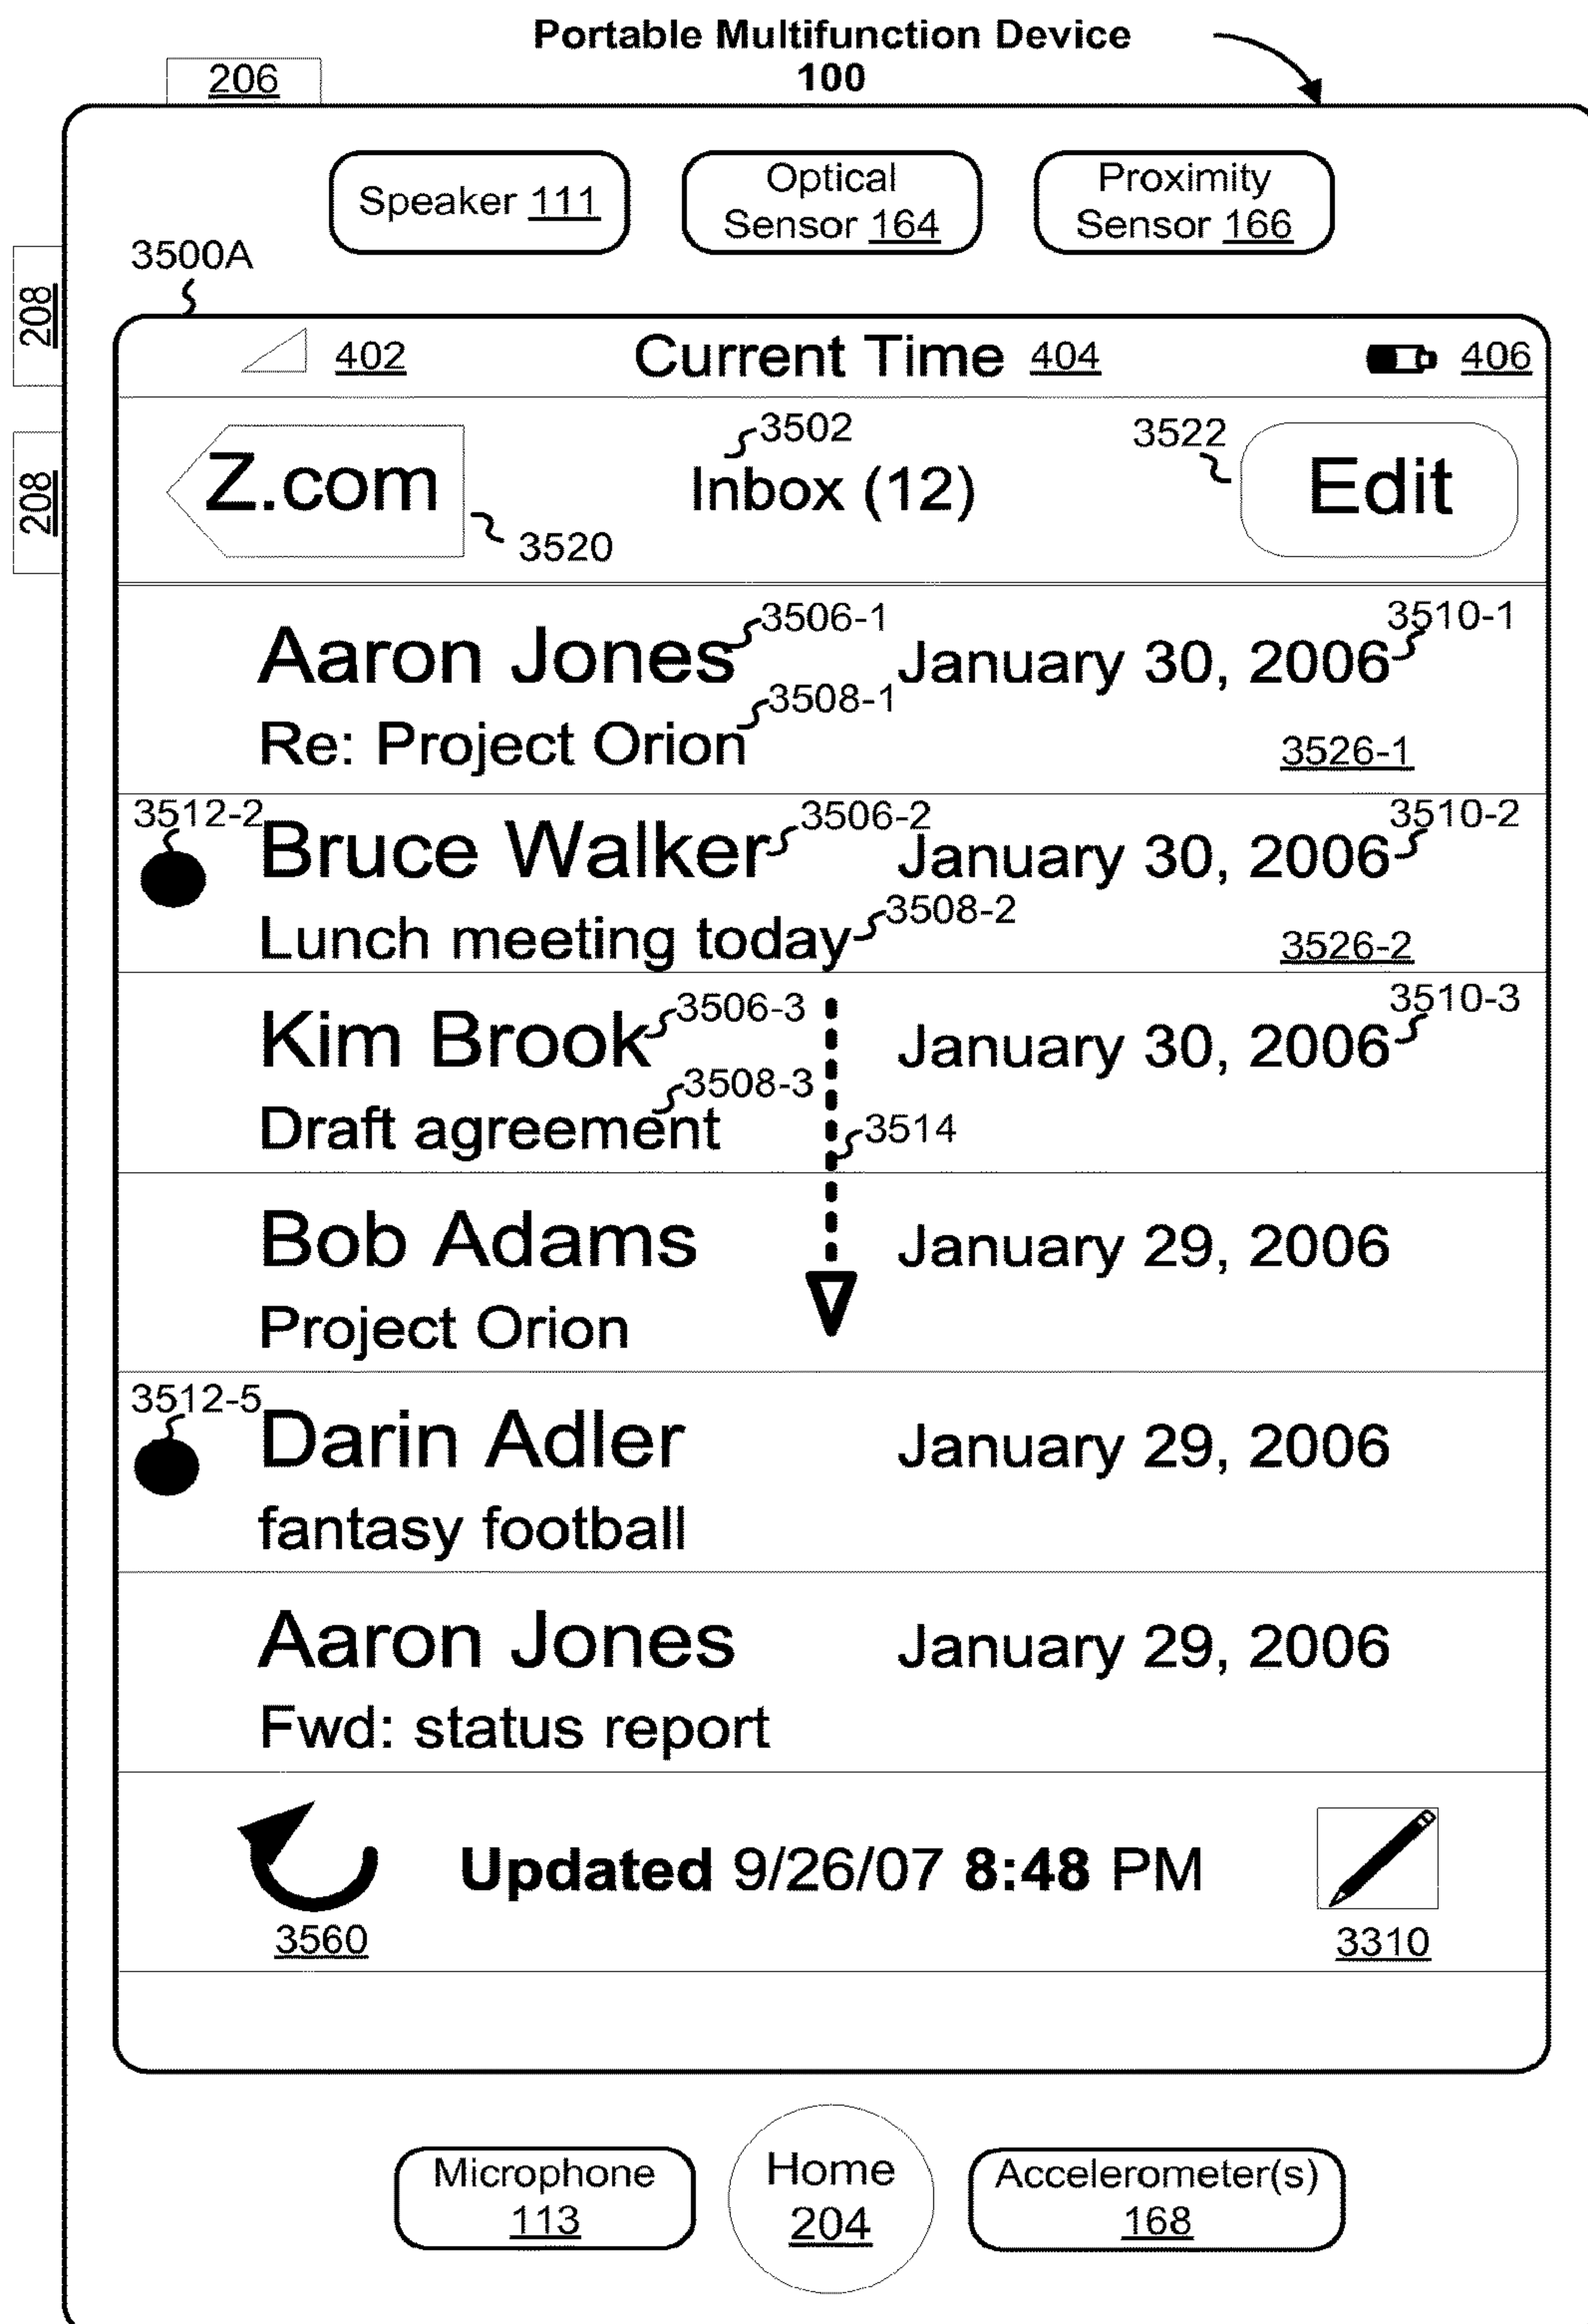 Portable Multifunction Device
100
206
Speaker 111
Optical
Sensor 164
Proximity
Sensor 166
3500A
208
208
402
Current Time 404
406
3502
3522
Z.com
Inbox (12)
Edit
3520
3506-1
3510-1
Aaron Jones
January 30, 2006
3508-1
Re: Project Orion
3526-1
3512-2
3506-2
3510-2
Bruce Walker
January 30, 2006
3508-2
Lunch meeting today
3526-2
3506-3
3510-3
Kim Brook
January 30, 2006
3508-3
Draft agreement
3514
Bob Adams
January 29, 2006
Project Orion
3512-5
Darin Adler
January 29, 2006
fantasy football
Aaron Jones
January 29, 2006
Fwd: status report
Updated 9/26/07 8:48 PM
3560
3310
Microphone
113
Home
204
Accelerometer(s)
168